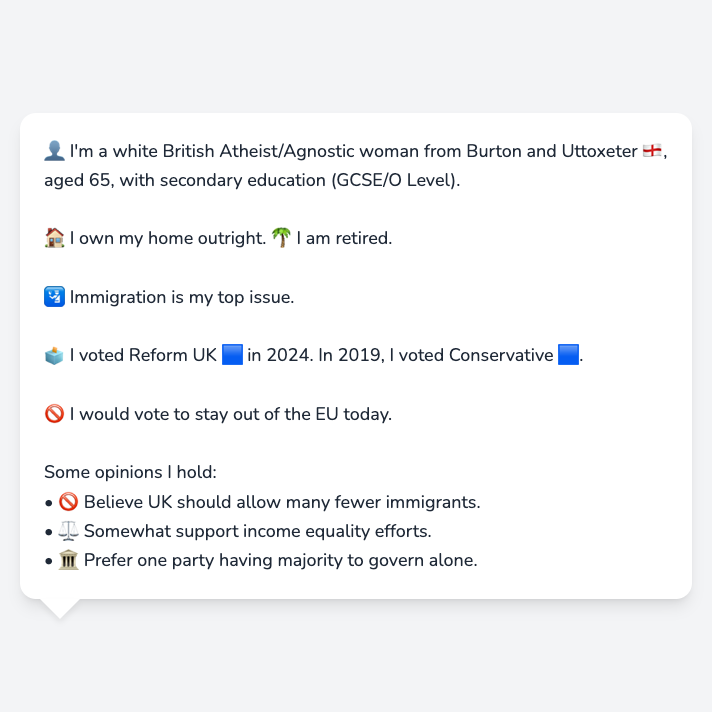 👤 I'm a white British Atheist/Agnostic woman from Burton and Uttoxeter 🏴󠁧󠁢󠁥󠁮󠁧󠁿,
aged 65, with secondary education (GCSE/O Level).
🏠 I own my home outright. 🌴 I am retired.
🛂 Immigration is my top issue.
🗳️ I voted Reform UK 🟦 in 2024. In 2019, I voted Conservative 🟦.
🚫 I would vote to stay out of the EU today.
Some opinions I hold:
• 🚫 Believe UK should allow many fewer immigrants.
• ⚖️ Somewhat support income equality efforts.
• 🏛️ Prefer one party having majority to govern alone.